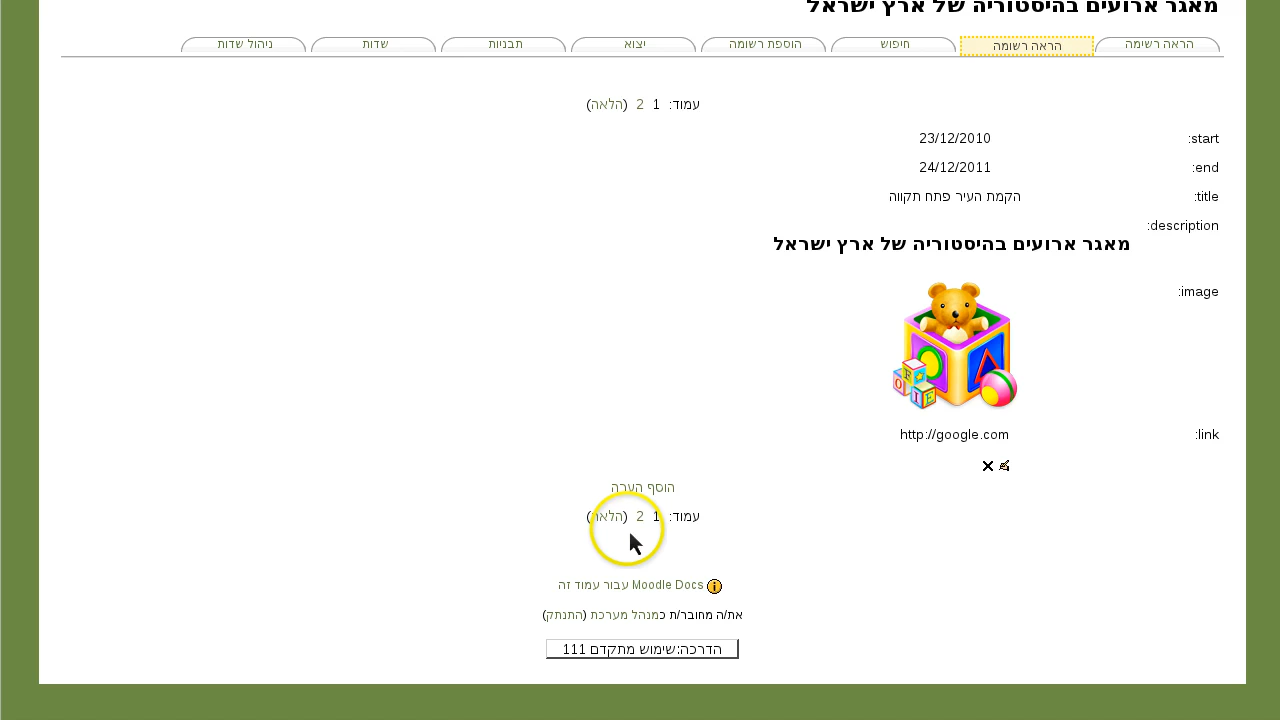 מאגר ארועים בהיסטוריה של ארץ ישראל
הראה רשימה הראה רשומה חיפוש הוספת רשומה יצוא תבניות שדות ניהול שדות
עמוד: 1 2 (הלאה)
start: 23/12/2010
end: 24/12/2011
title: הקמת העיר פתח תקווה
description:
מאגר ארועים בהיסטוריה של ארץ ישראל
image:
link: http://google.com
הוסף הערה
עמוד: 1 2 (הלאה)
Moodle Docs עבור עמוד זה
את/ה מחובר/ת כמנהל מערכת (התנתק)
הדרכה:שימוש מתקדם 111